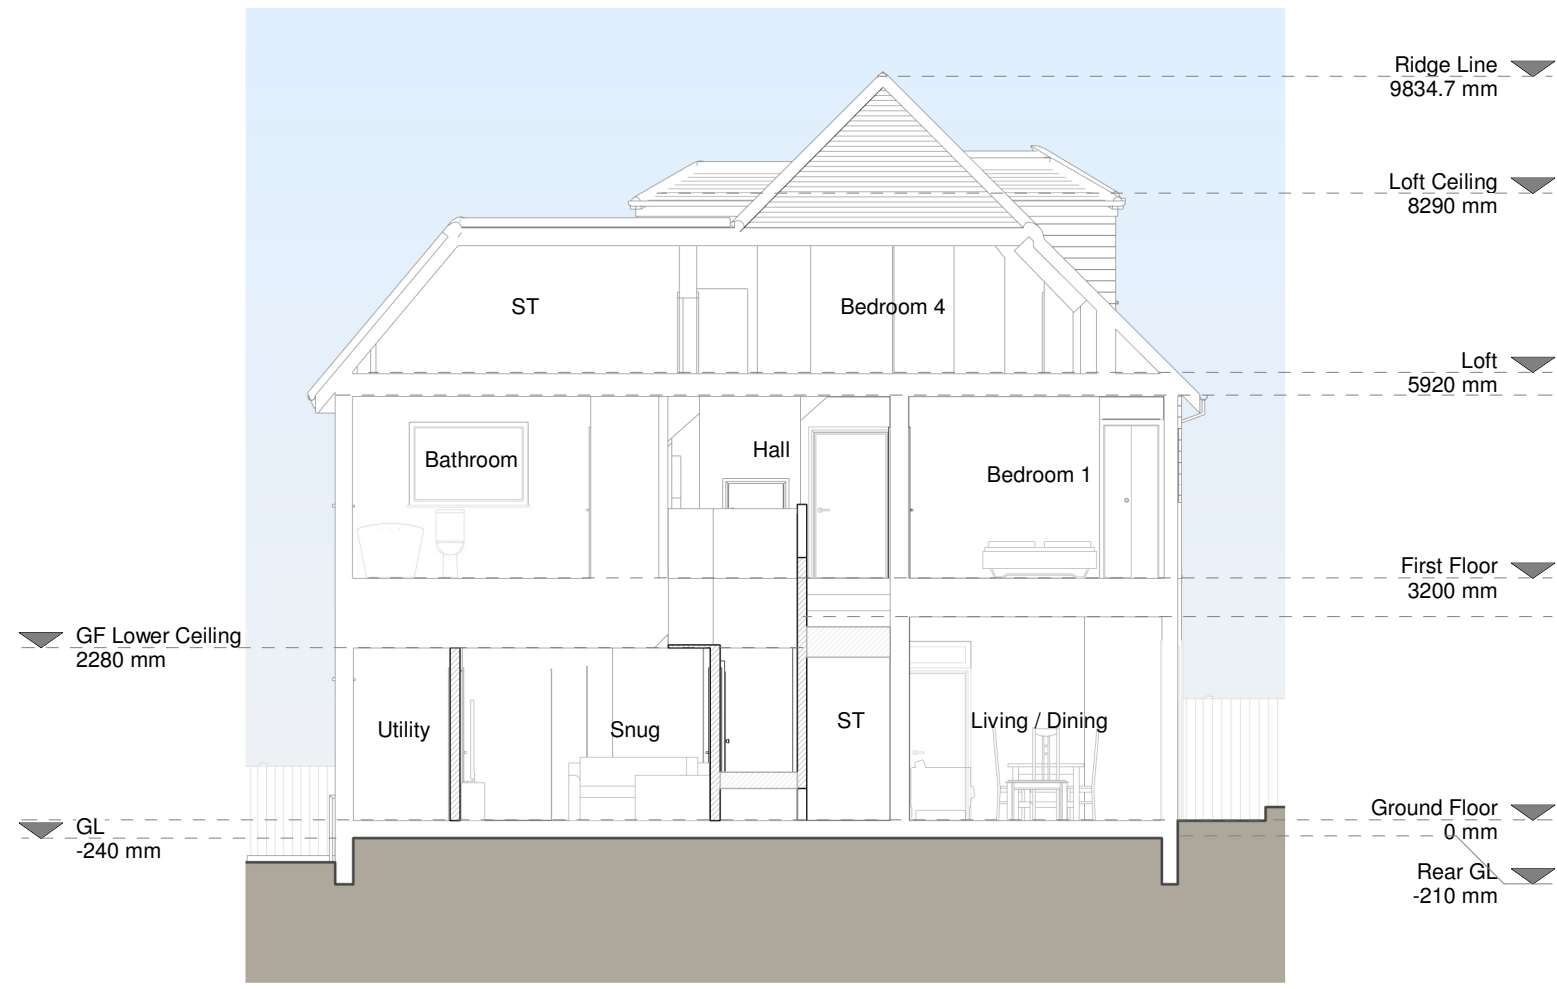 Ridge Line
9834.7 mm
Loft Ceiling
8290 mm
ST
Bedroom 4
Loft
5920 mm
Bathroom
Hall
Bedroom 1
First Floor
3200 mm
GF Lower Ceiling
2280 mm
Utility
Snug
ST
Living / Dining
Ground Floor
0 mm
GL
-240 mm
Rear GL
-210 mm